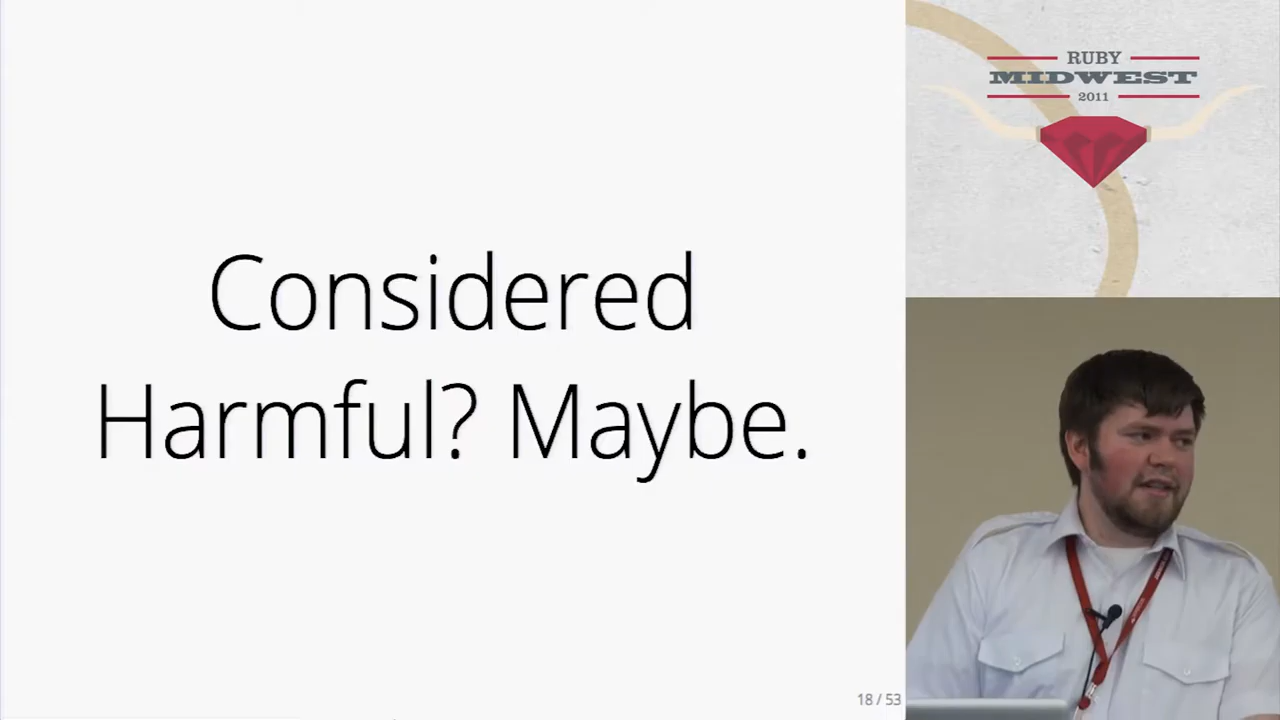 Considered
Harmful? Maybe.
18 / 53
RUBY
MIDWEST
2011